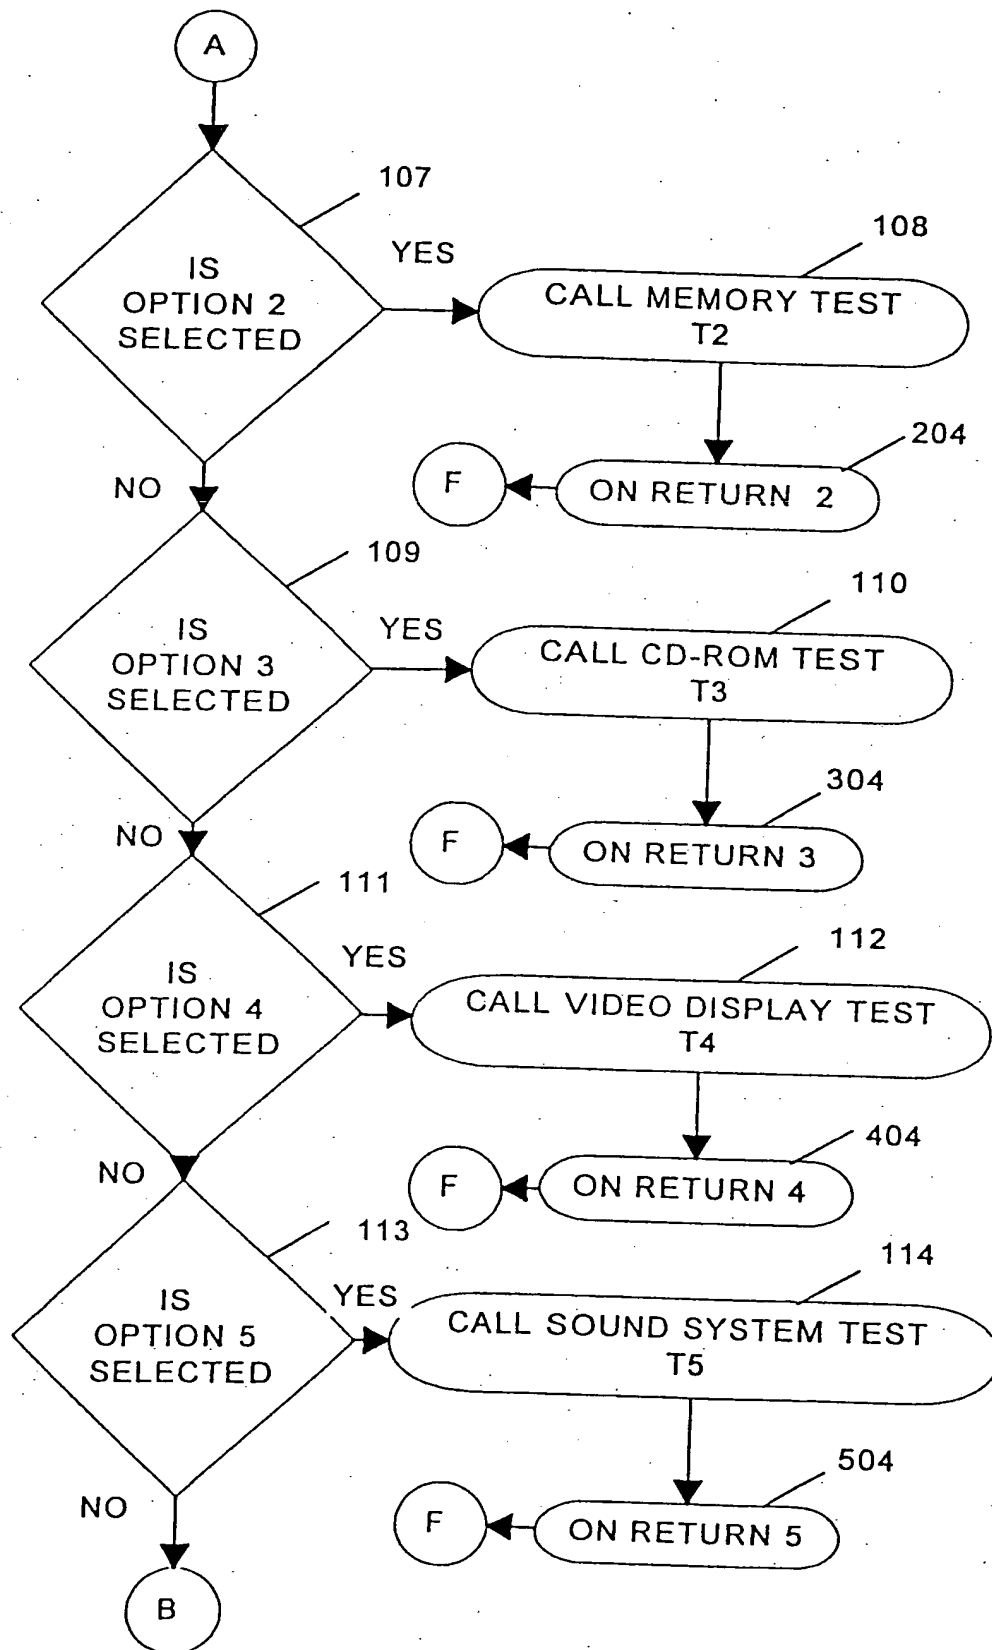 A
107
IS
OPTION 2
SELECTED
YES
108
CALL MEMORY TEST
T2
204
ON RETURN 2
F
NO
109
IS
OPTION 3
SELECTED
YES
110
CALL CD-ROM TEST
T3
304
ON RETURN 3
F
NO
111
IS
OPTION 4
SELECTED
YES
112
CALL VIDEO DISPLAY TEST
T4
404
ON RETURN 4
F
NO
113
IS
OPTION 5
SELECTED
YES
114
CALL SOUND SYSTEM TEST
T5
504
ON RETURN 5
F
NO
B